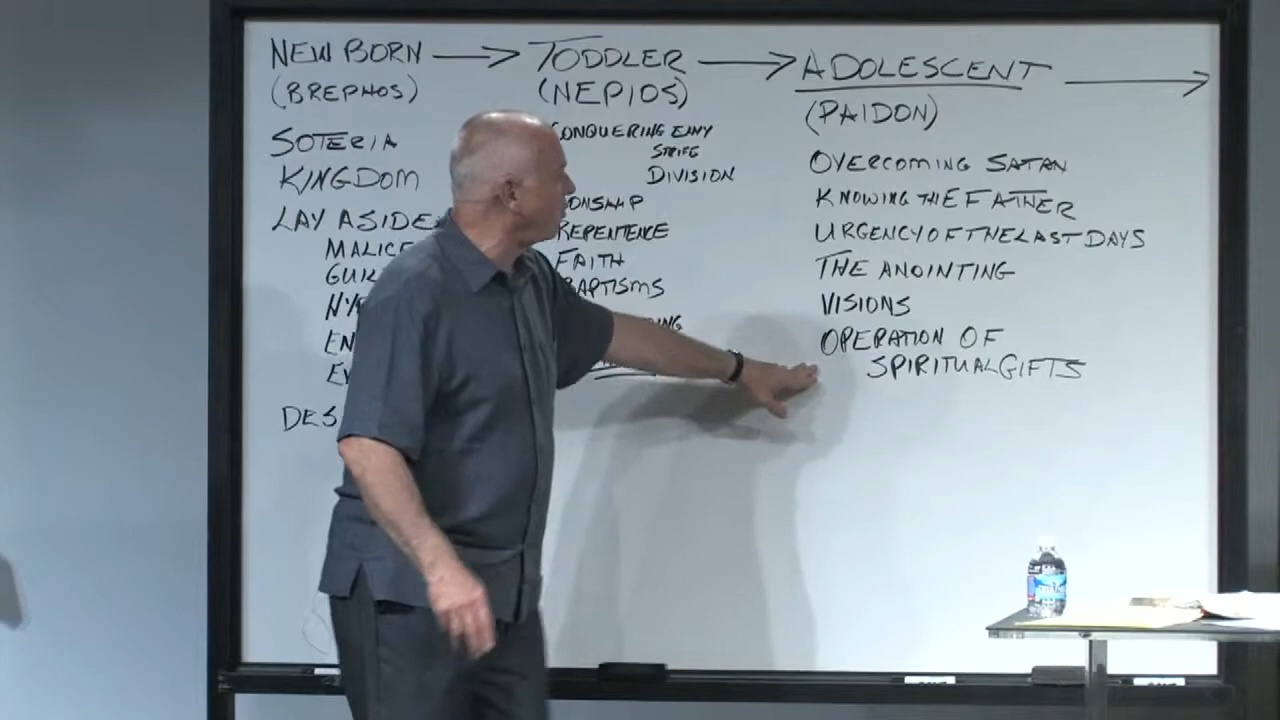 NEW BORN
(BREPHOS)
SOTERIA
KINGDOM
LAY ASIDE
MALICE
DES
TODDLER
(NEPIOS)
CONQUERING ENVY
STRIFE
DIVISION
REPENTENCE
FAITH
BAPTISMS
ADOLESCENT
(PAIDON)
OVERCOMING SATAN
KNOWING THE FATHER
URGENCY OF THE LAST DAYS
THE ANOINTING
VISIONS
OPERATION OF
SPIRITUAL GIFTS